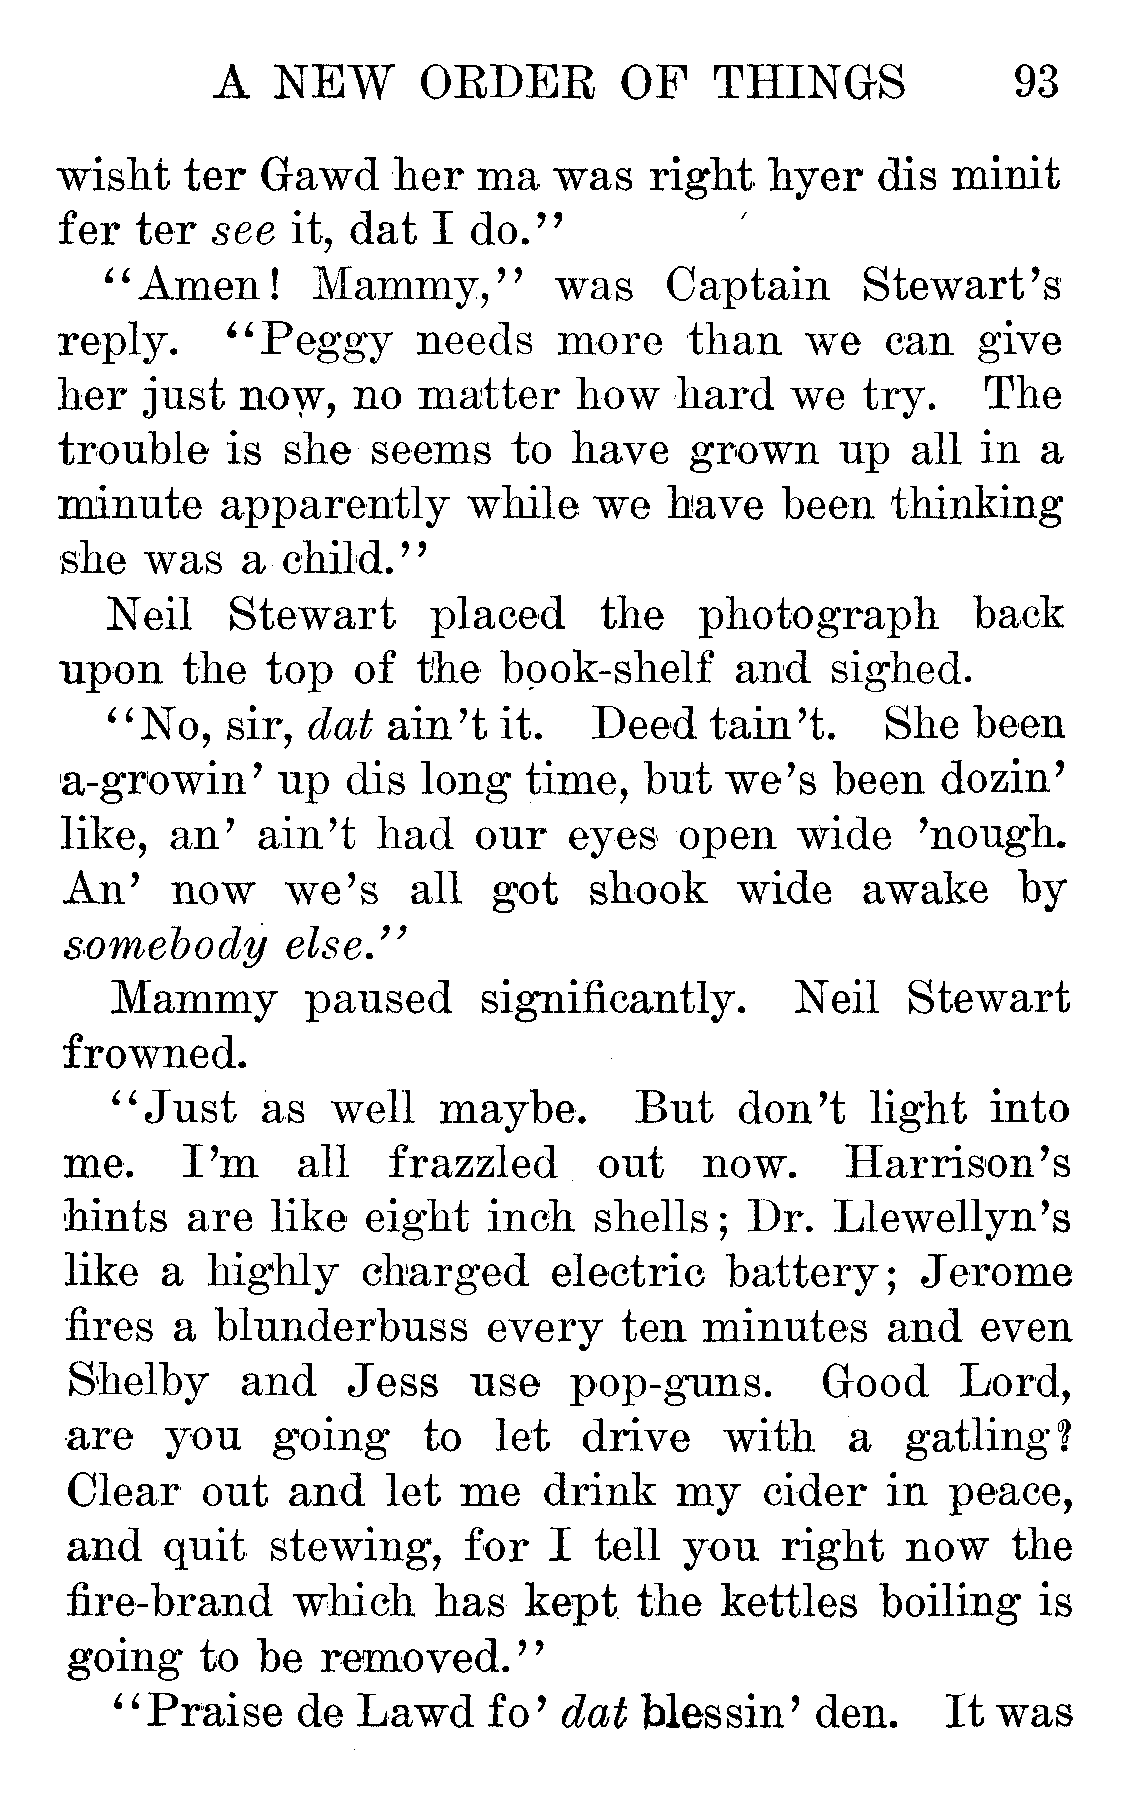 A NEW ORDER OF THINGS 93
wisht ter Gawd her ma was right hyer dis minit
fer ter see it, dat I do."
"Amen! Mammy," was Captain Stewart's
reply. "Peggy needs more than we can give
her just now, no matter how hard we try. The
trouble is she seems to have grown up all in a
minute apparently while we have been thinking
she was a child."
Neil Stewart placed the photograph back
upon the top of the book-shelf and sighed.
"No, sir, dat ain't it. Deed tain't. She been
a-growin' up dis long time, but we's been dozin'
like, an' ain't had our eyes open wide 'nough.
An' now we's all got shook wide awake by
somebody else."
Mammy paused significantly. Neil Stewart
frowned.
"Just as well maybe. But don't light into
me. I'm all frazzled out now. Harrison's
hints are like eight inch shells; Dr. Llewellyn's
like a highly charged electric battery; Jerome
fires a blunderbuss every ten minutes and even
Shelby and Jess use pop-guns. Good Lord,
are you going to let drive with a gatling?
Clear out and let me drink my cider in peace,
and quit stewing, for I tell you right now the
fire-brand which has kept the kettles boiling is
going to be removed."
"Praise de Lawd fo' dat blessin' den. It was